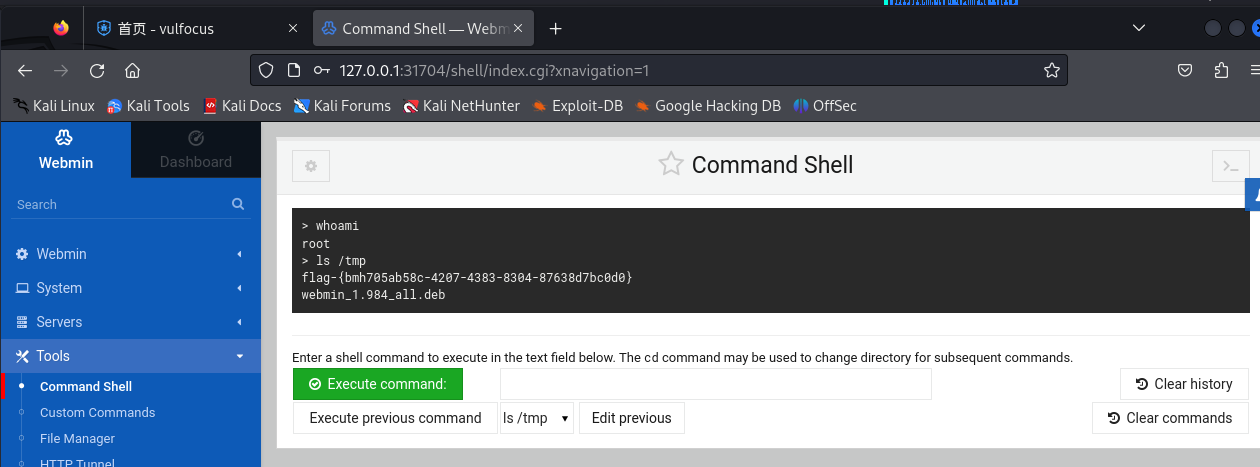 首页 - vulfocus
Command Shell — Webm
127.0.0.1:31704/shell/index.cgi?xnavigation=1
Kali Linux Kali Tools Kali Docs Kali Forums Kali NetHunter Exploit-DB Google Hacking DB OffSec
Webmin
Dashboard
Search
Webmin
System
Servers
Tools
Command Shell
Custom Commands
File Manager
HTTP Tunnel
Command Shell
> whoami
root
> ls /tmp
flag-{bmh705ab58c-4207-4383-8304-87638d7bc0d0}
webmin_1.984_all.deb
Enter a shell command to execute in the text field below. The cd command may be used to change directory for subsequent commands.
Execute command:
Clear history
Execute previous command ls /tmp Edit previous
Clear commands